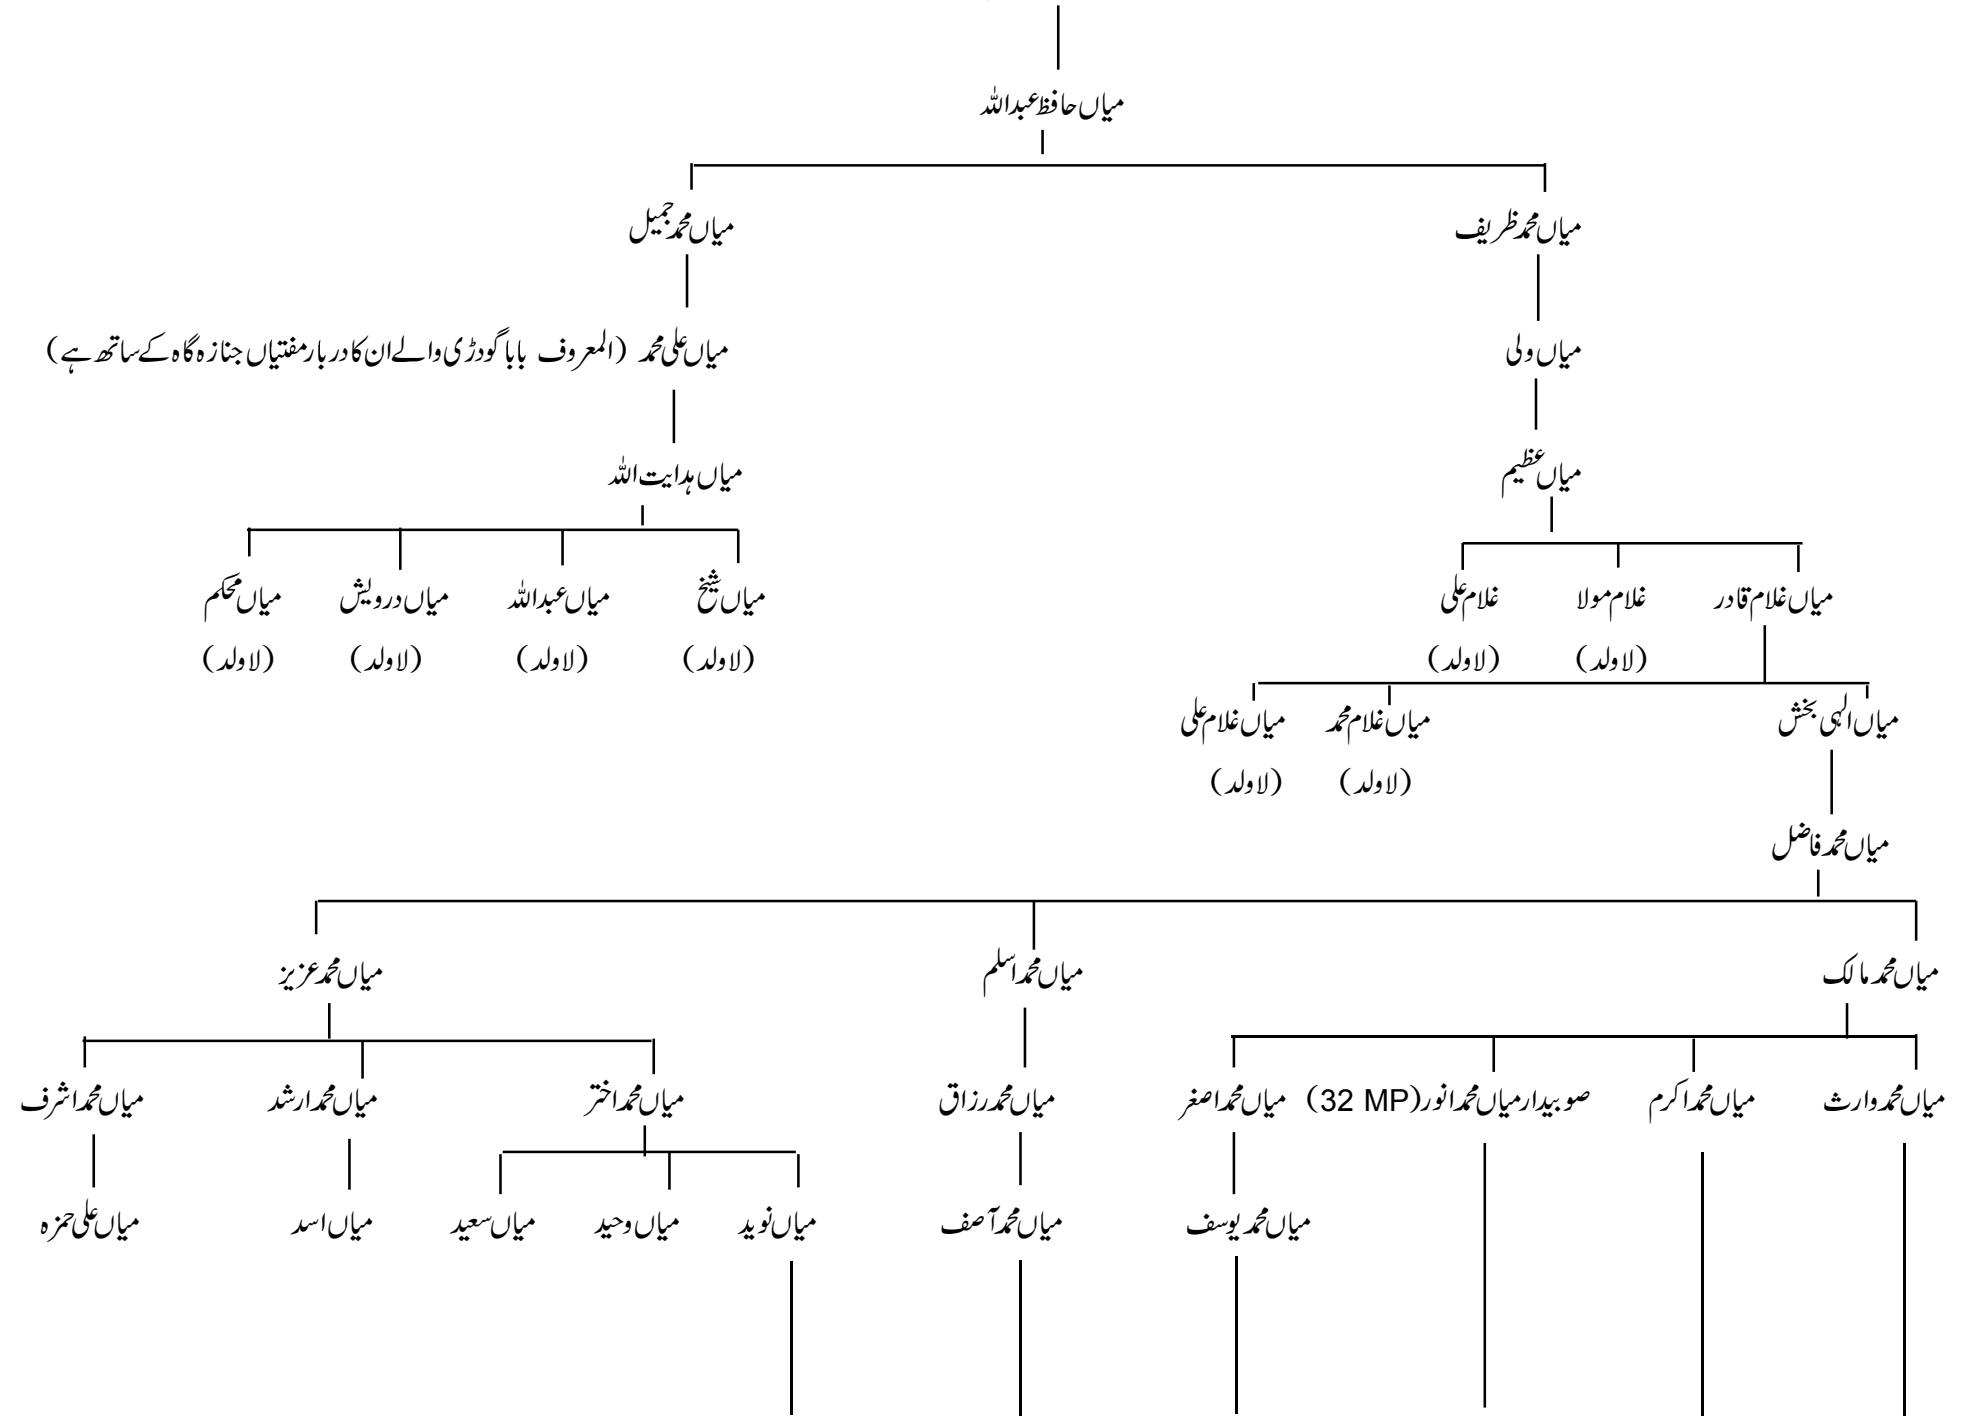 میاں حافظ عبداللہ
میاں محمد ظریف
میاں محمد جمیل
میاں ولی
میاں علی محمد (المعروف بابا گودڑی والے ان کا دربار مفتیاں جنازہ گاہ کے ساتھ ہے)
میاں عظیم
میاں ہدایت اللہ
میاں غلام قادر
غلام مولا
غلام علی
میاں شیخ
میاں عبداللہ
میاں درویش
میاں محکم
(لاولد)
(لاولد)
(لاولد)
(لاولد)
(لاولد)
(لاولد)
میاں الٰہی بخش
میاں غلام محمد
میاں غلام علی
(لاولد)
(لاولد)
میاں محمد فاضل
میاں محمد مالک
میاں محمد اسلم
میاں محمد عزیز
میاں محمد وارث
میاں محمد اکرم
صوبیدار میاں محمد انور (32 MP)
میاں محمد اصغر
میاں محمد رزاق
میاں محمد اختر
میاں محمد ارشد
میاں محمد اشرف
میاں محمد یوسف
میاں محمد آصف
میاں نوید
میاں وحید
میاں سعید
میاں اسد
میاں علی حمزہ